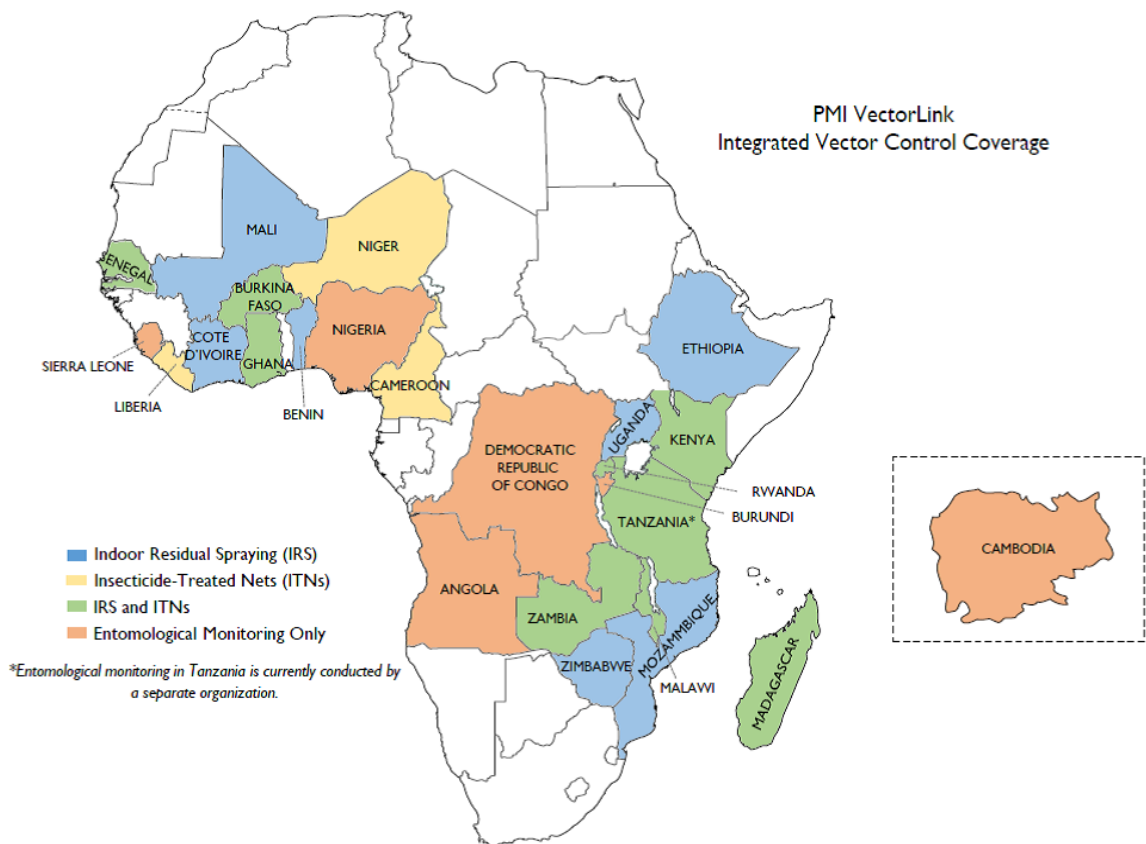 PMI VectorLink
Integrated Vector Control Coverage
MALI
NIGER
SENEGAL
BURKINA
FASO
NIGERIA
COTE
D'IVOIRE
GHANA
SIERRA LEONE
LIBERIA
BENIN
CAMEROON
ETHIOPIA
UGANDA
KENYA
DEMOCRATIC
REPUBLIC
OF CONGO
RWANDA
BURUNDI
TANZANIA*
CAMBODIA
ANGOLA
ZAMBIA
MOZAMMBIQUE
ZIMBABWE
MALAWI
MADAGASCAR
Indoor Residual Spraying (IRS)
Insecticide-Treated Nets (ITNs)
IRS and ITNs
Entomological Monitoring Only
*Entomological monitoring in Tanzania is currently conducted by
a separate organization.